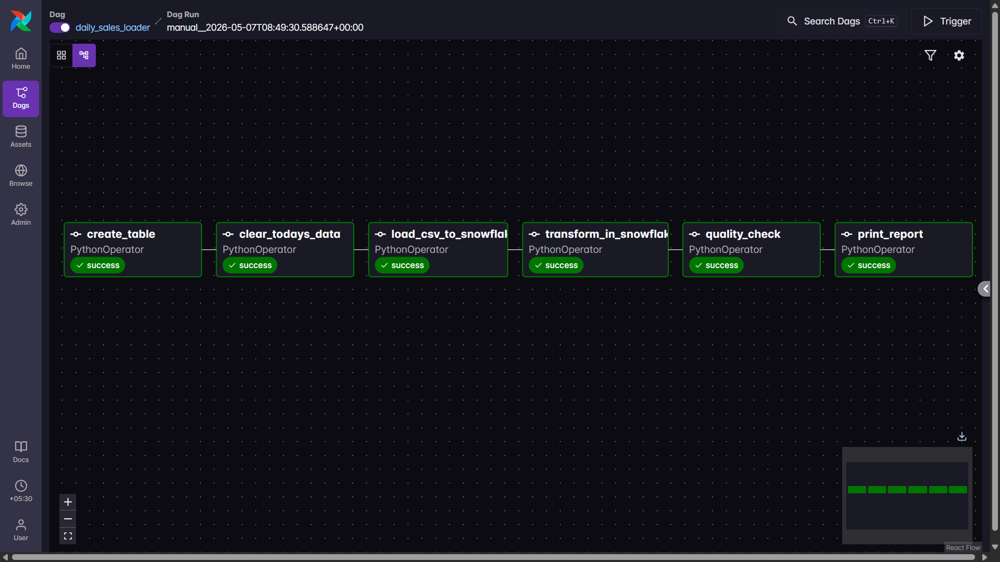 Dag
daily_sales_loader
Dag Run
manual__2026-05-07T08:49:30.588647+00:00
Search Dags Ctrl+K
Trigger
Home
Dags
Assets
Browse
Admin
Docs
+05:30
User
create_table
PythonOperator
success
clear_todays_data
PythonOperator
success
load_csv_to_snowflak
PythonOperator
success
transform_in_snowflak
PythonOperator
success
quality_check
PythonOperator
success
print_report
PythonOperator
success
React Flow